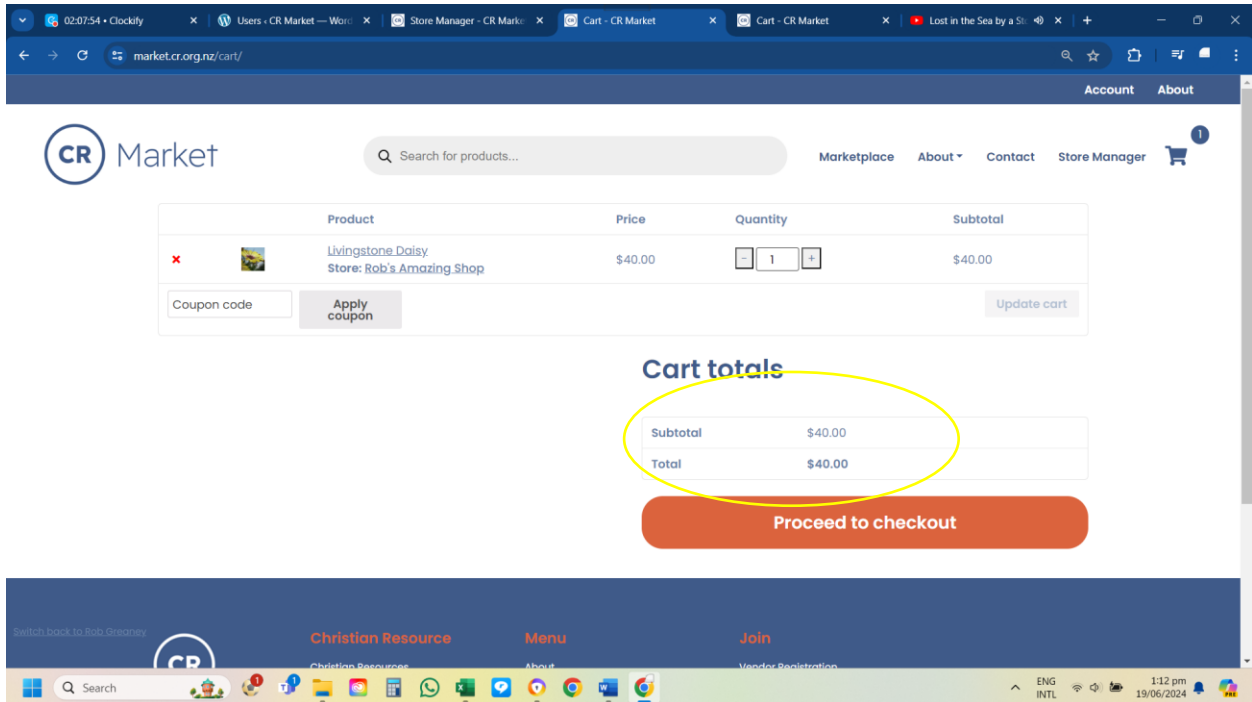 02:07:54 • Clockify
Users ‹ CR Market — Word
Store Manager - CR Marke
Cart - CR Market
Cart - CR Market
Lost in the Sea by a Sto
market.cr.org.nz/cart/
Account About
CR Market
Search for products...
Marketplace About Contact Store Manager
1
Product Price Quantity Subtotal
Livingstone Daisy
Store: Rob's Amazing Shop
$40.00 - 1 + $40.00
Coupon code
Apply
coupon
Update cart
Cart totals
Subtotal $40.00
Total $40.00
Proceed to checkout
Switch back to Rob Greaney
CR
Christian Resource Menu Join
Christian Resources About Vendor Registration
Search
ENG
INTL
1:12 pm
19/06/2024